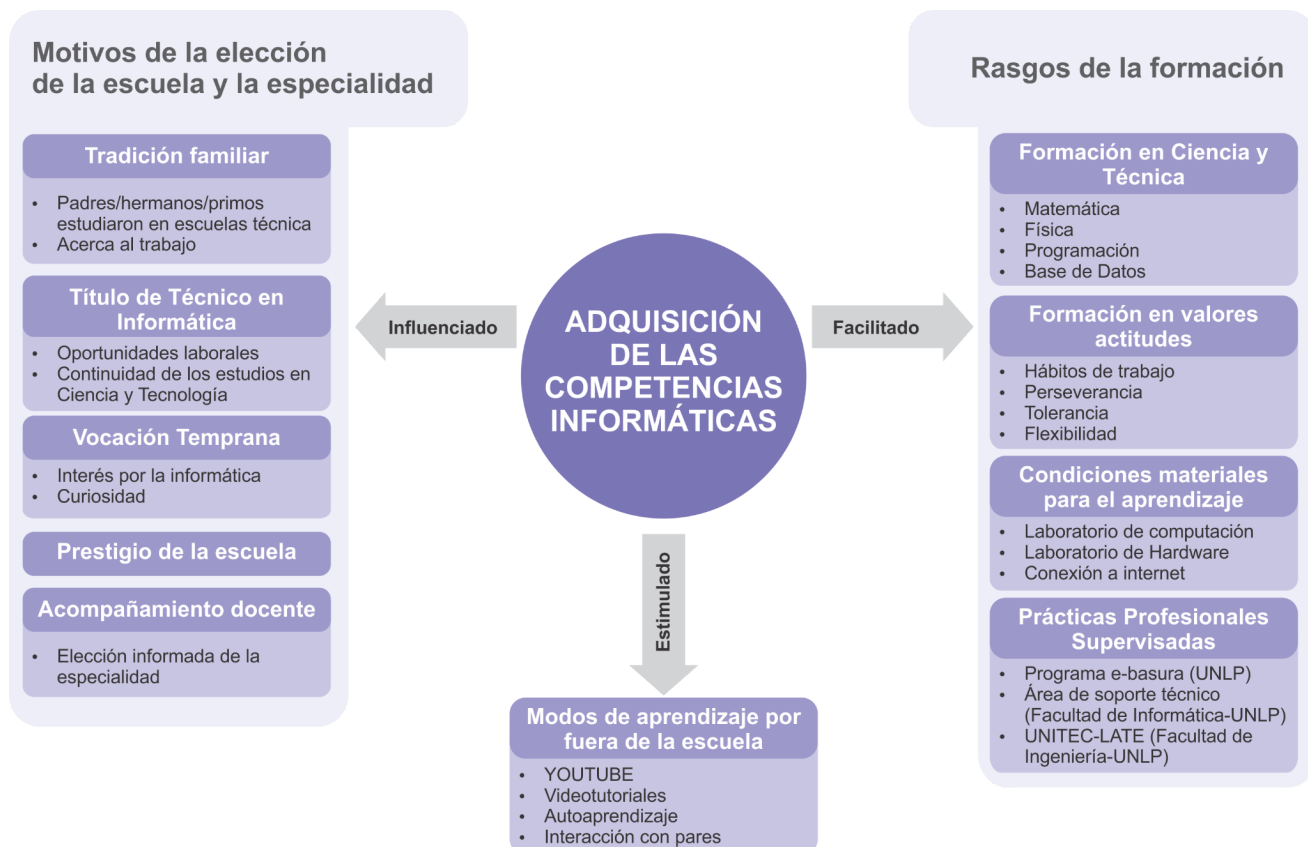 Motivos de la elección
de la escuela y la especialidad
Tradición familiar
• Padres/hermanos/primos
estudiaron en escuelas técnica
• Acerca al trabajo
Título de Técnico en
Informática
• Oportunidades laborales
• Continuidad de los estudios en
Ciencia y Tecnología
Vocación Temprana
• Interés por la informática
• Curiosidad
Prestigio de la escuela
Acompañamiento docente
• Elección informada de la
especialidad
Influenciado
ADQUISICIÓN
DE LAS
COMPETENCIAS
INFORMÁTICAS
Facilitado
Estimulado
Modos de aprendizaje por
fuera de la escuela
• YOUTUBE
• Videotutoriales
• Autoaprendizaje
• Interacción con pares
Rasgos de la formación
Formación en Ciencia y
Técnica
• Matemática
• Física
• Programación
• Base de Datos
Formación en valores
actitudes
• Hábitos de trabajo
• Perseverancia
• Tolerancia
• Flexibilidad
Condiciones materiales
para el aprendizaje
• Laboratorio de computación
• Laboratorio de Hardware
• Conexión a internet
Prácticas Profesionales
Supervisadas
• Programa e-basura (UNLP)
• Área de soporte técnico
(Facultad de Informática-UNLP)
• UNITEC-LATE (Facultad de
Ingeniería-UNLP)